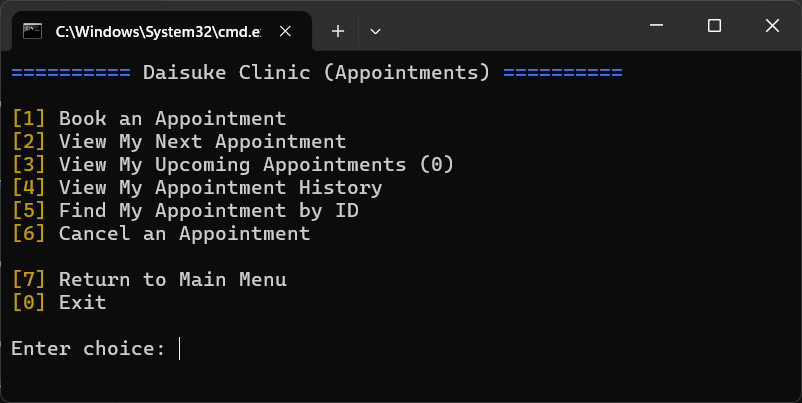 C:\Windows\System32\cmd.e
========== Daisuke Clinic (Appointments) ==========
[1] Book an Appointment
[2] View My Next Appointment
[3] View My Upcoming Appointments (0)
[4] View My Appointment History
[5] Find My Appointment by ID
[6] Cancel an Appointment
[7] Return to Main Menu
[0] Exit
Enter choice: